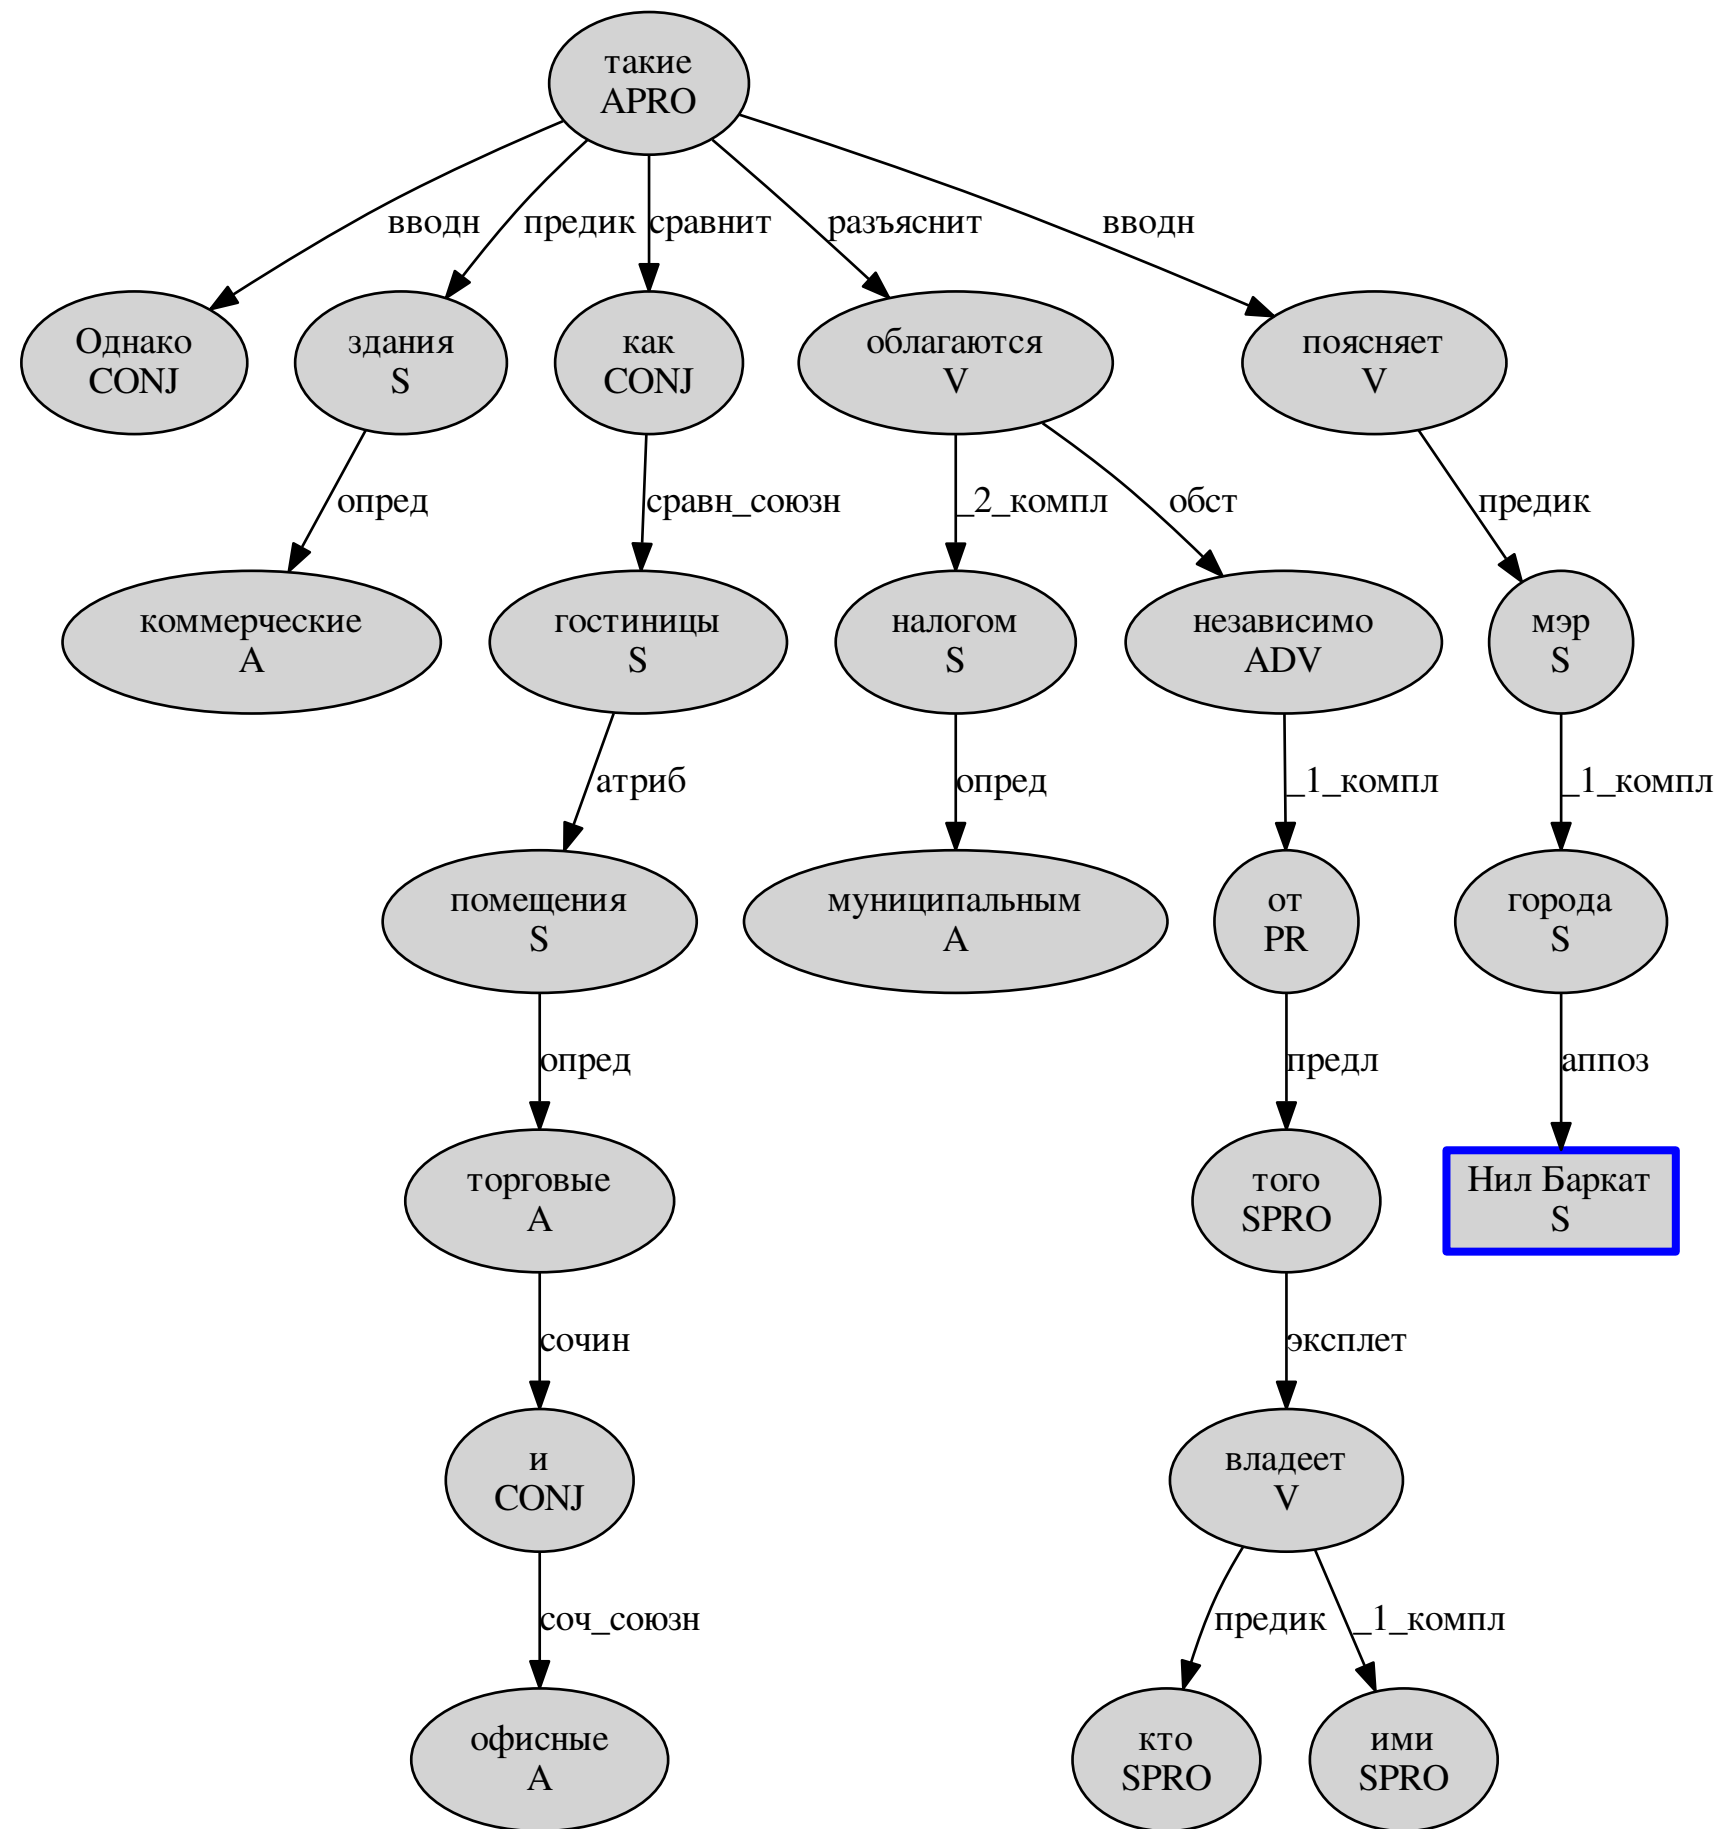 такие
APRO
вводн
предик
сравнит
разъяснит
вводн
Однако
CONJ
здания
S
как
CONJ
облагаются
V
поясняет
V
опред
сравн_союзн
_2_компл
обст
предик
коммерческие
A
гостиницы
S
налогом
S
независимо
ADV
мэр
S
атриб
опред
_1_компл
_1_компл
помещения
S
муниципальным
A
от
PR
города
S
опред
предл
аппоз
торговые
A
того
SPRO
Нил Баркат
S
сочин
эксплет
и
CONJ
владеет
V
соч_союзн
предик
_1_компл
офисные
A
кто
SPRO
ими
SPRO